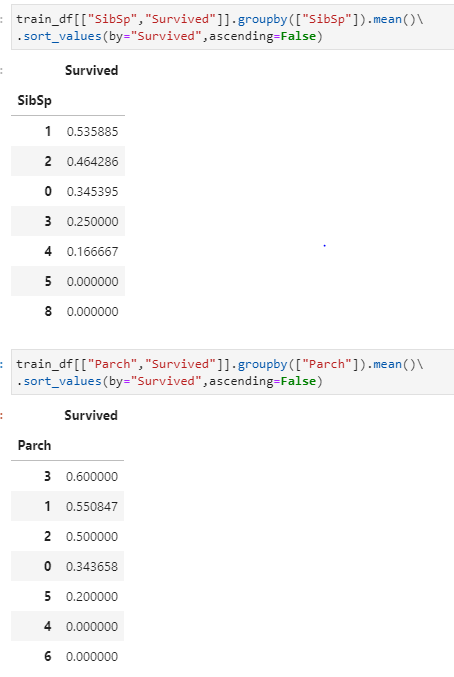 train_df[["SibSp","Survived"]].groupby(["SibSp"]).mean()\
.sort_values(by="Survived",ascending=False)
Survived
SibSp
1 0.535885
2 0.464286
0 0.345395
3 0.250000
4 0.166667
5 0.000000
8 0.000000
train_df[["Parch","Survived"]].groupby(["Parch"]).mean()\
.sort_values(by="Survived",ascending=False)
Survived
Parch
3 0.600000
1 0.550847
2 0.500000
0 0.343658
5 0.200000
4 0.000000
6 0.000000